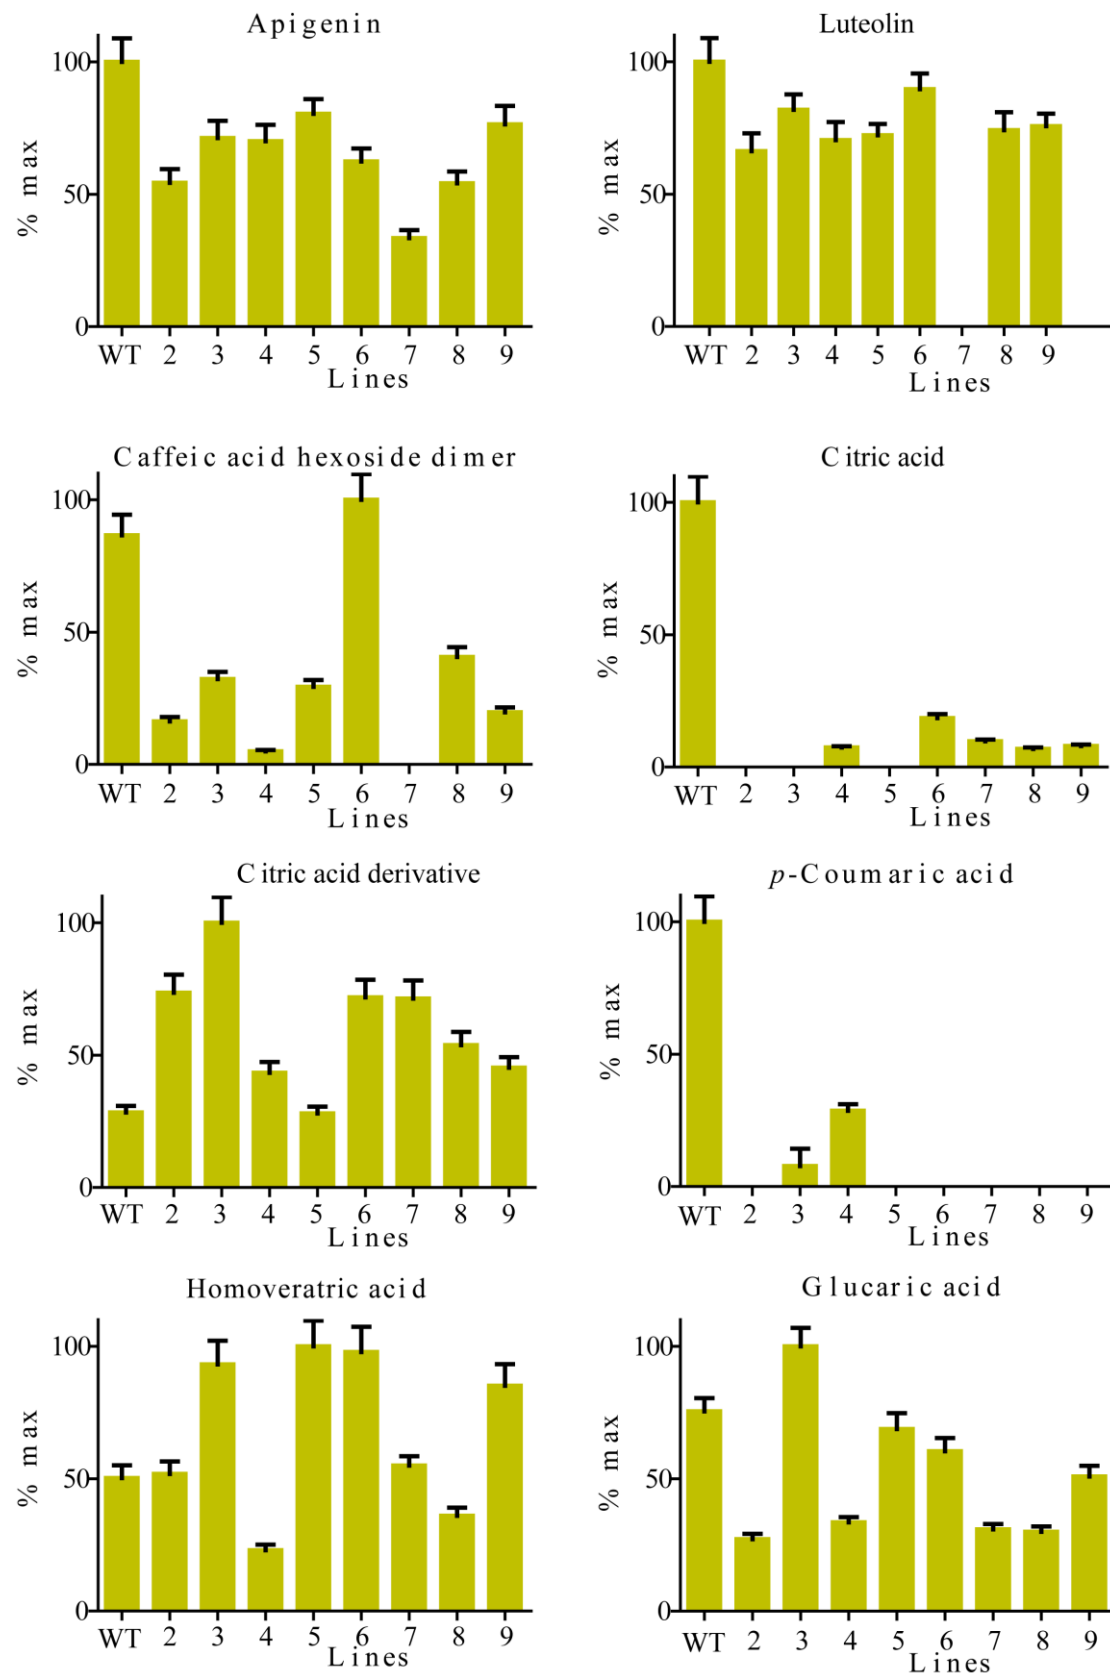 Apigenin
% max
100
50
0
WT 2 3 4 5 6 7 8 9
Lines
Luteolin
% max
100
50
0
WT 2 3 4 5 6 7 8 9
Lines
Caffeic acid hexoside dimer
% max
100
50
0
WT 2 3 4 5 6 7 8 9
Lines
Citric acid
% max
100
50
0
WT 2 3 4 5 6 7 8 9
Lines
Citric acid derivative
% max
100
50
0
WT 2 3 4 5 6 7 8 9
Lines
p-Coumaric acid
% max
100
50
0
WT 2 3 4 5 6 7 8 9
Lines
Homoveratric acid
% max
100
50
0
WT 2 3 4 5 6 7 8 9
Lines
Glucaric acid
% max
100
50
0
WT 2 3 4 5 6 7 8 9
Lines